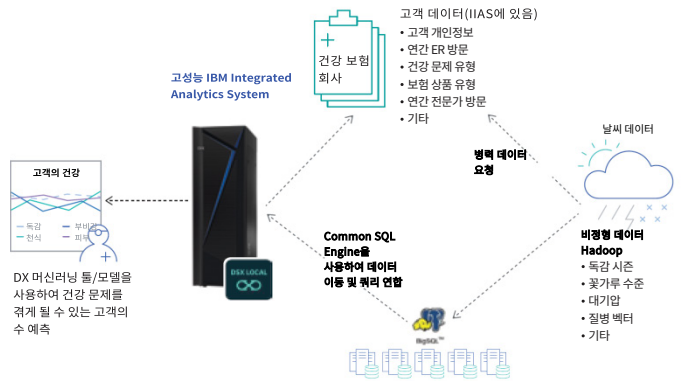 고객 데이터(IIAS에 있음)
• 고객 개인정보
• 연간 ER 방문
• 건강 문제 유형
• 보험 상품 유형
• 연간 전문가 방문
• 기타
건강 보험
회사
고성능 IBM Integrated
Analytics System
날씨 데이터
병력 데이터
요청
고객의 건강
독감
부비강
천식
피부
DSX LOCAL
DX 머신러닝 툴/모델을
사용하여 건강 문제를
겪게 될 수 있는 고객의
수 예측
Common SQL
Engine을
사용하여 데이터
이동 및 쿼리 연합
비정형 데이터
Hadoop
• 독감 시즌
• 꽃가루 수준
• 대기압
• 질병 벡터
• 기타
BigSQL™